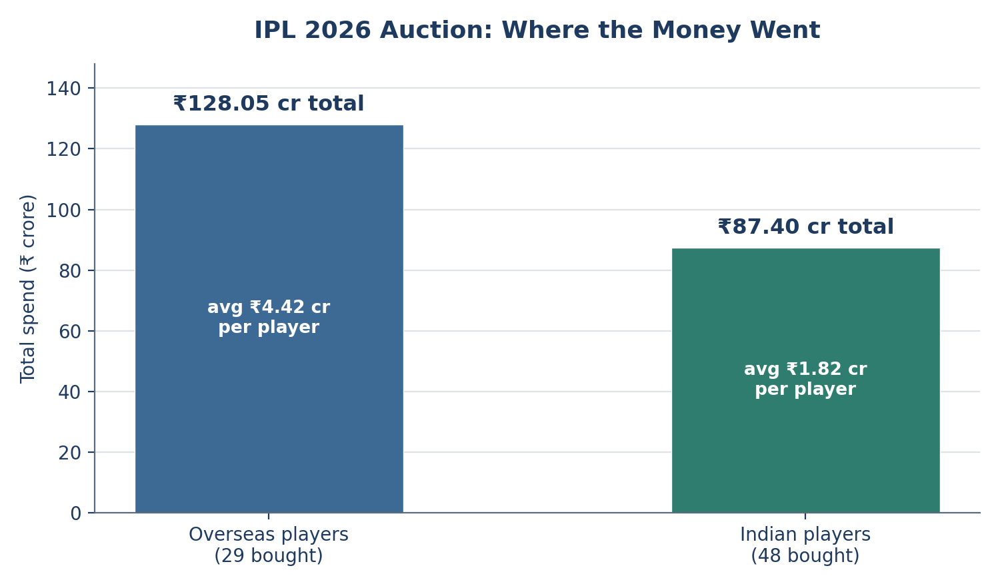 IPL 2026 Auction: Where the Money Went
Total spend (₹ crore)
140
120
100
80
60
40
20
0
₹128.05 cr total
avg ₹4.42 cr
per player
₹87.40 cr total
avg ₹1.82 cr
per player
Overseas players
(29 bought)
Indian players
(48 bought)